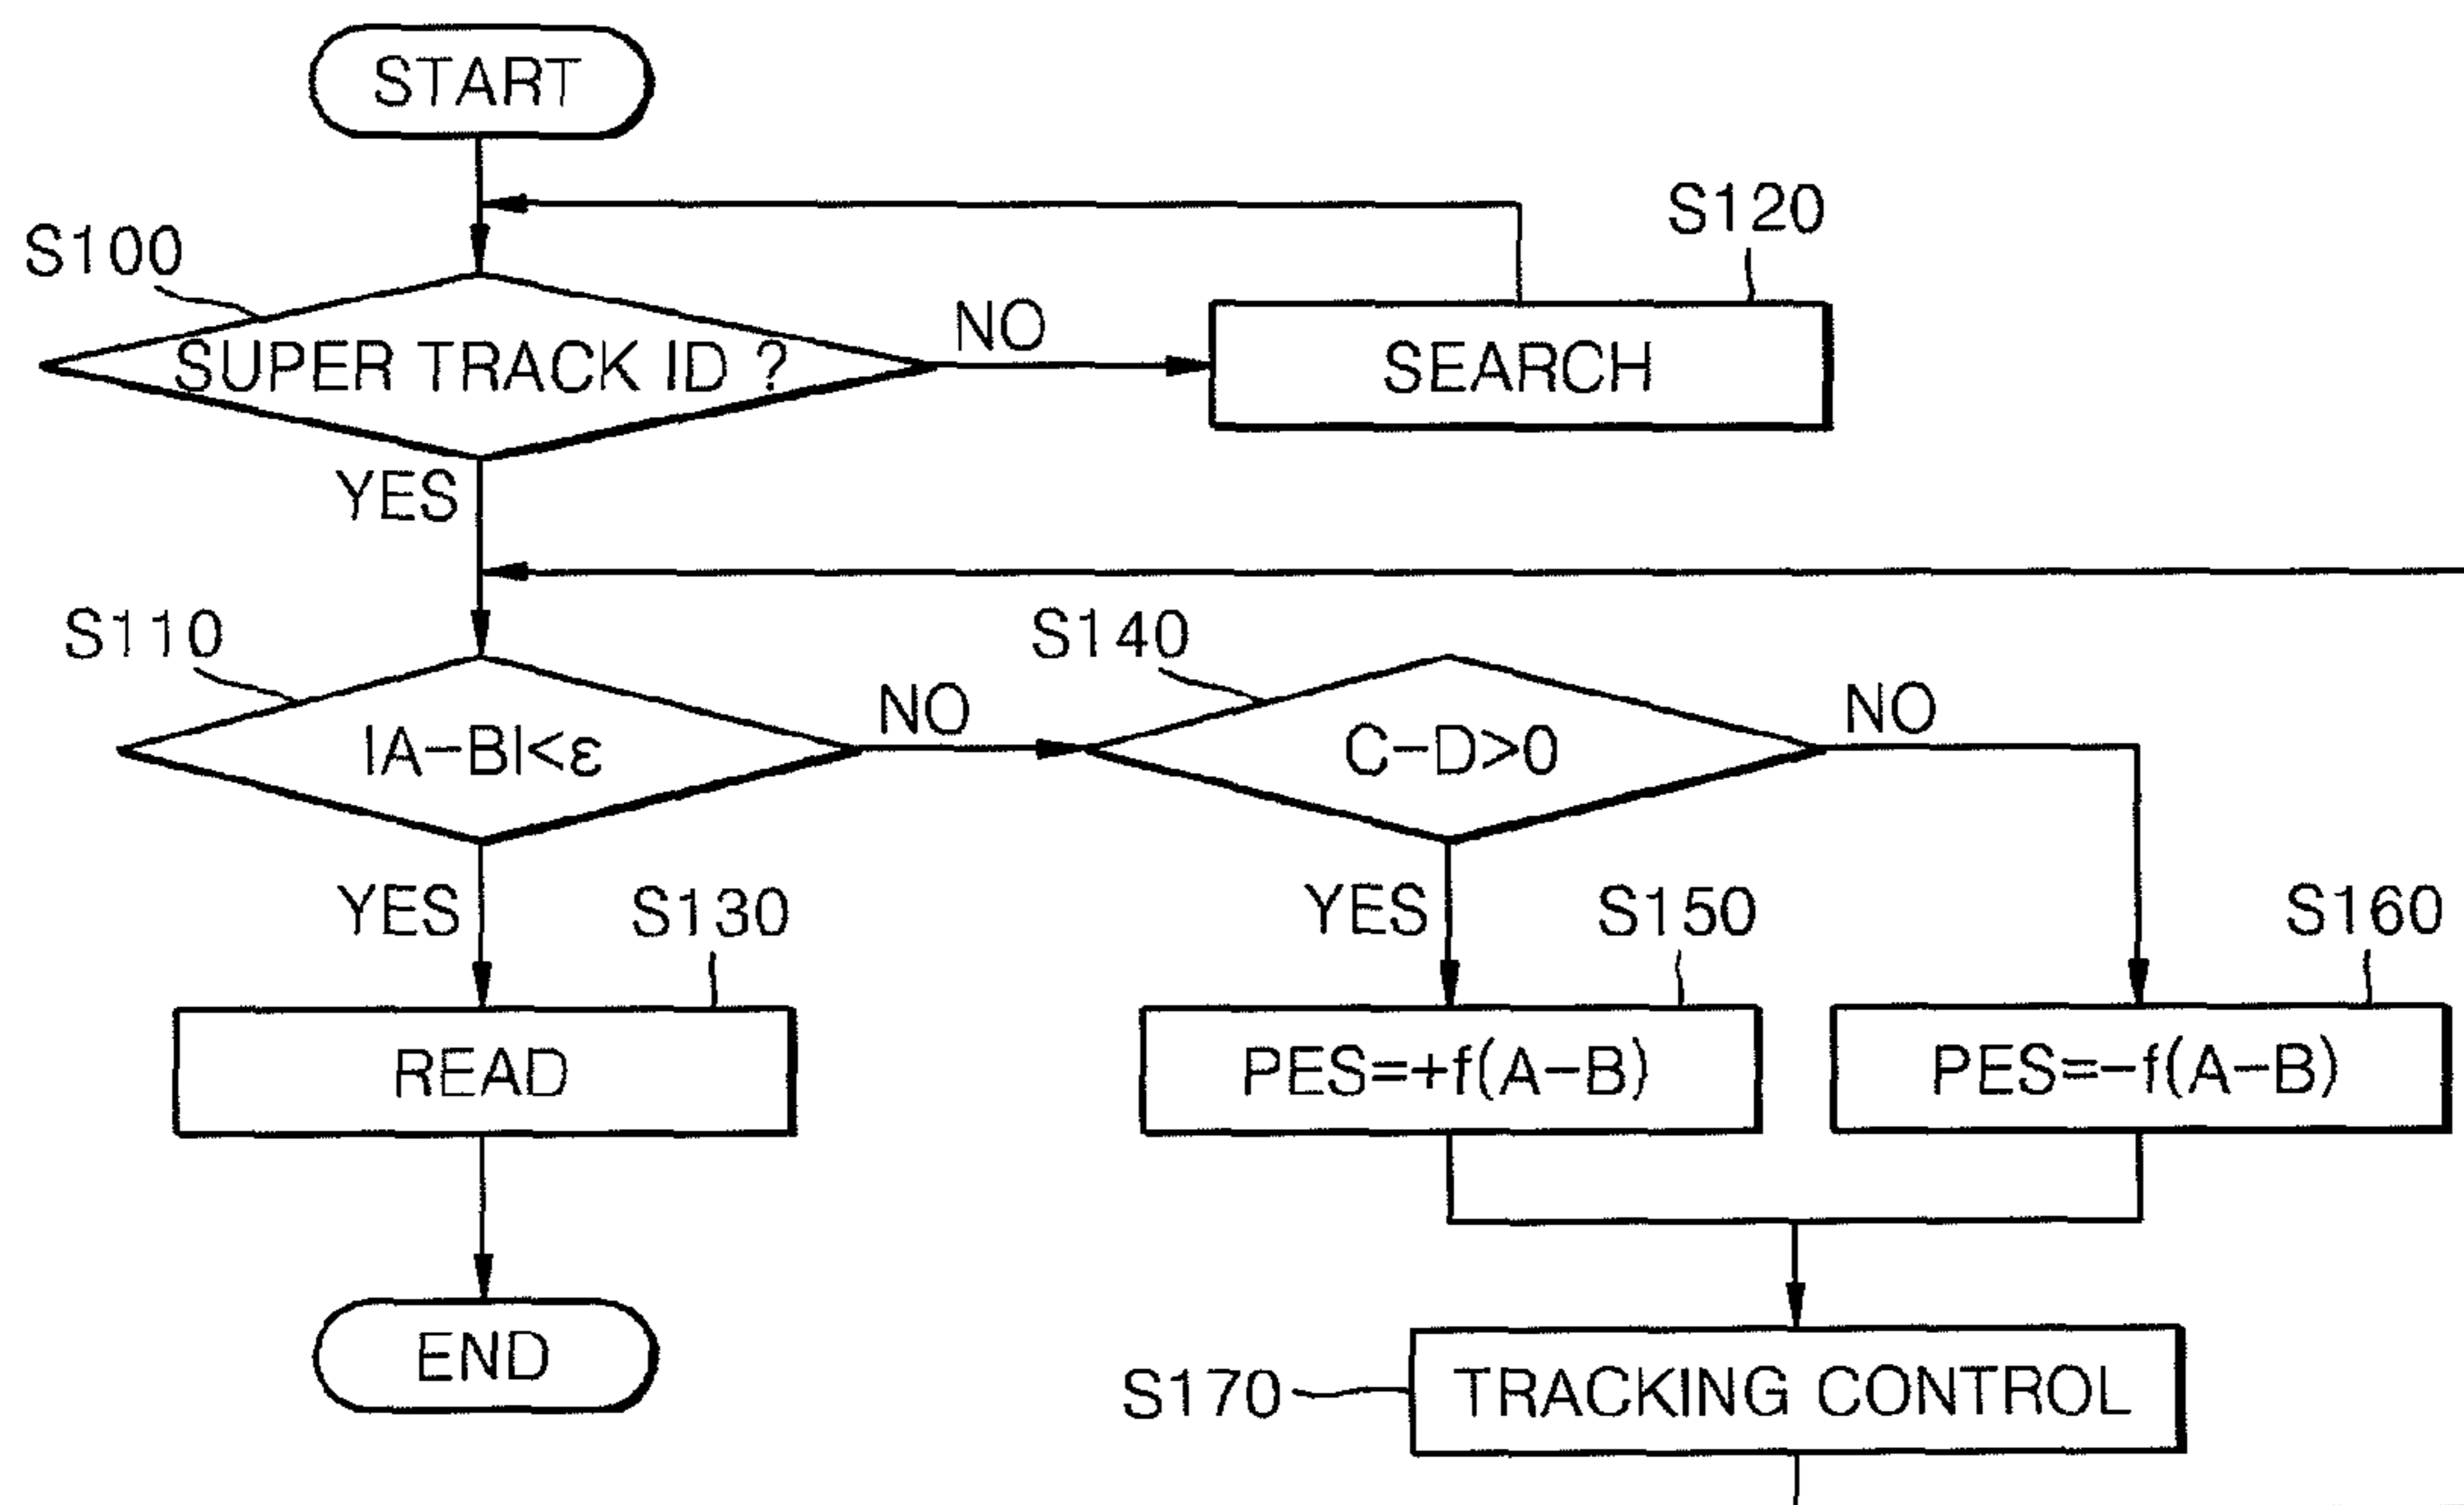 START
S120
S100
NO
SUPER TRACK ID ?
SEARCH
YES
S110
S140
NO
NO
|A−B|<ε
C−D>0
YES
S130
YES
S150
S160
READ
PES=+f(A−B)
PES=−f(A−B)
END
S170
TRACKING CONTROL